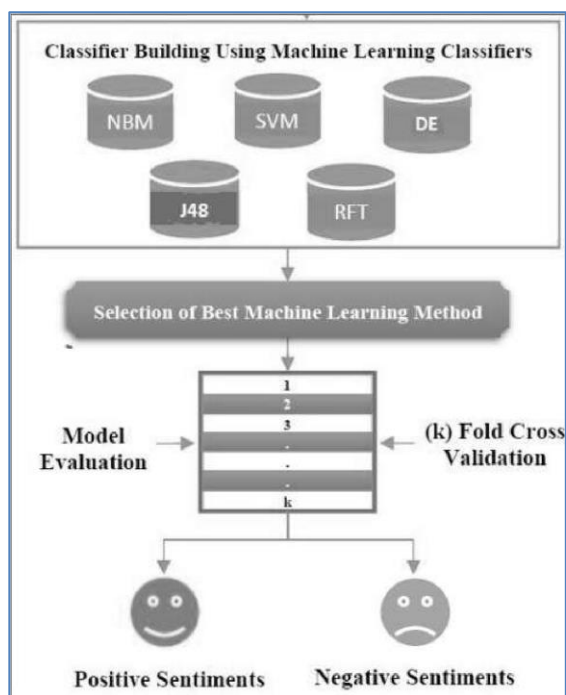 Classifier Building Using Machine Learning Classifiers
NBM
SVM
DE
J48
RFT
Selection of Best Machine Learning Method
1
2
3
.
.
.
k
Model
Evaluation
(k) Fold Cross
Validation
Positive Sentiments
Negative Sentiments